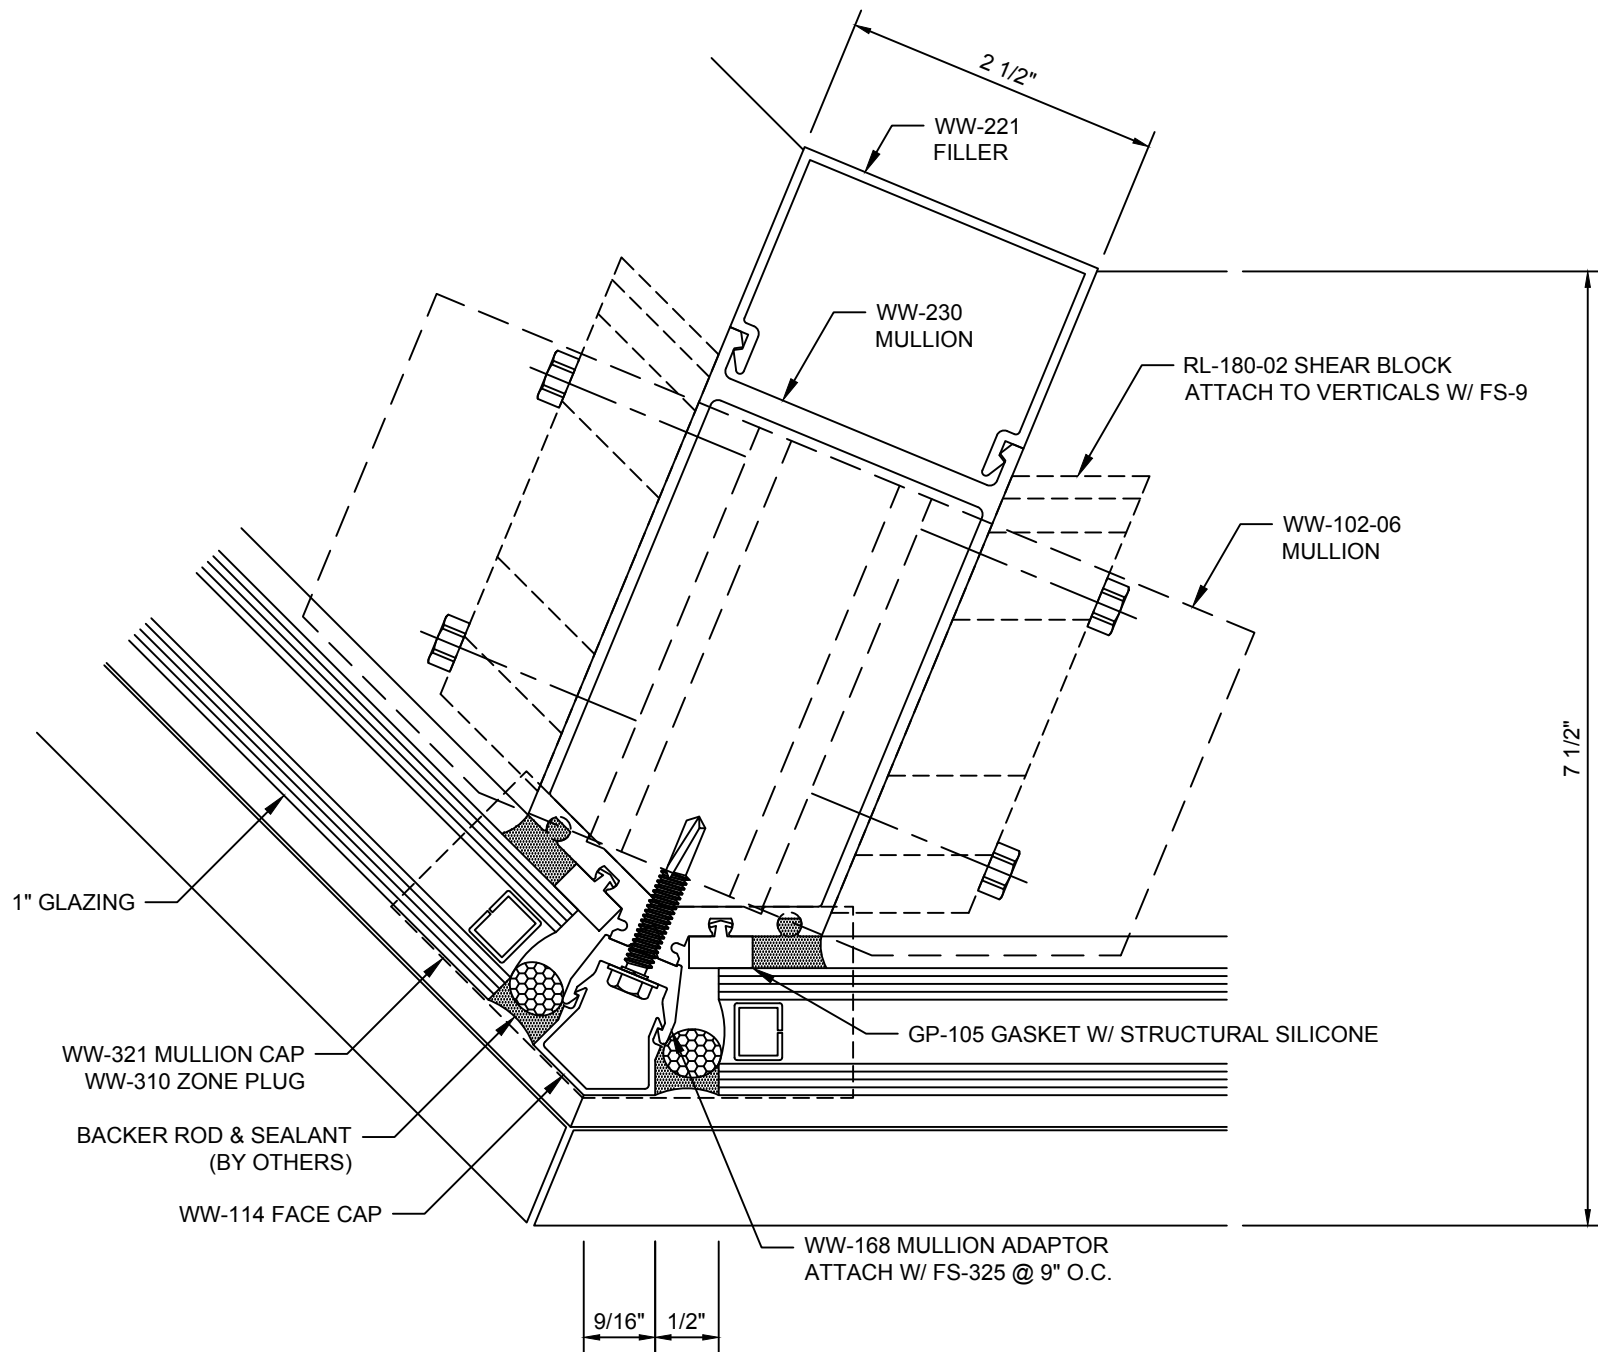 2 1/2"
WW-221
FILLER
WW-230
MULLION
RL-180-02 SHEAR BLOCK
ATTACH TO VERTICALS W/ FS-9
WW-102-06
MULLION
7 1/2"
1" GLAZING
GP-105 GASKET W/ STRUCTURAL SILICONE
WW-321 MULLION CAP
WW-310 ZONE PLUG
BACKER ROD & SEALANT
(BY OTHERS)
WW-114 FACE CAP
WW-168 MULLION ADAPTOR
ATTACH W/ FS-325 @ 9" O.C.
9/16"
1/2"